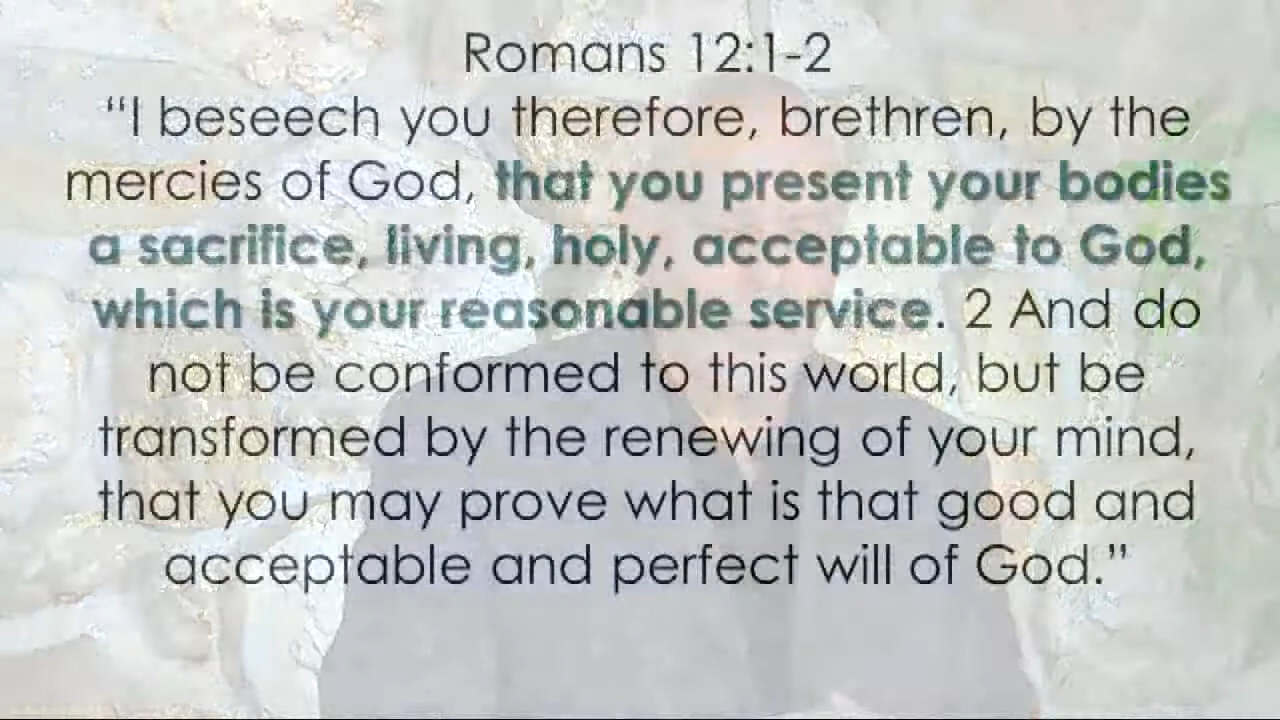 Romans 12:1-2
“I beseech you therefore, brethren, by the
mercies of God, that you present your bodies
a sacrifice, living, holy, acceptable to God,
which is your reasonable service. 2 And do
not be conformed to this world, but be
transformed by the renewing of your mind,
that you may prove what is that good and
acceptable and perfect will of God.”